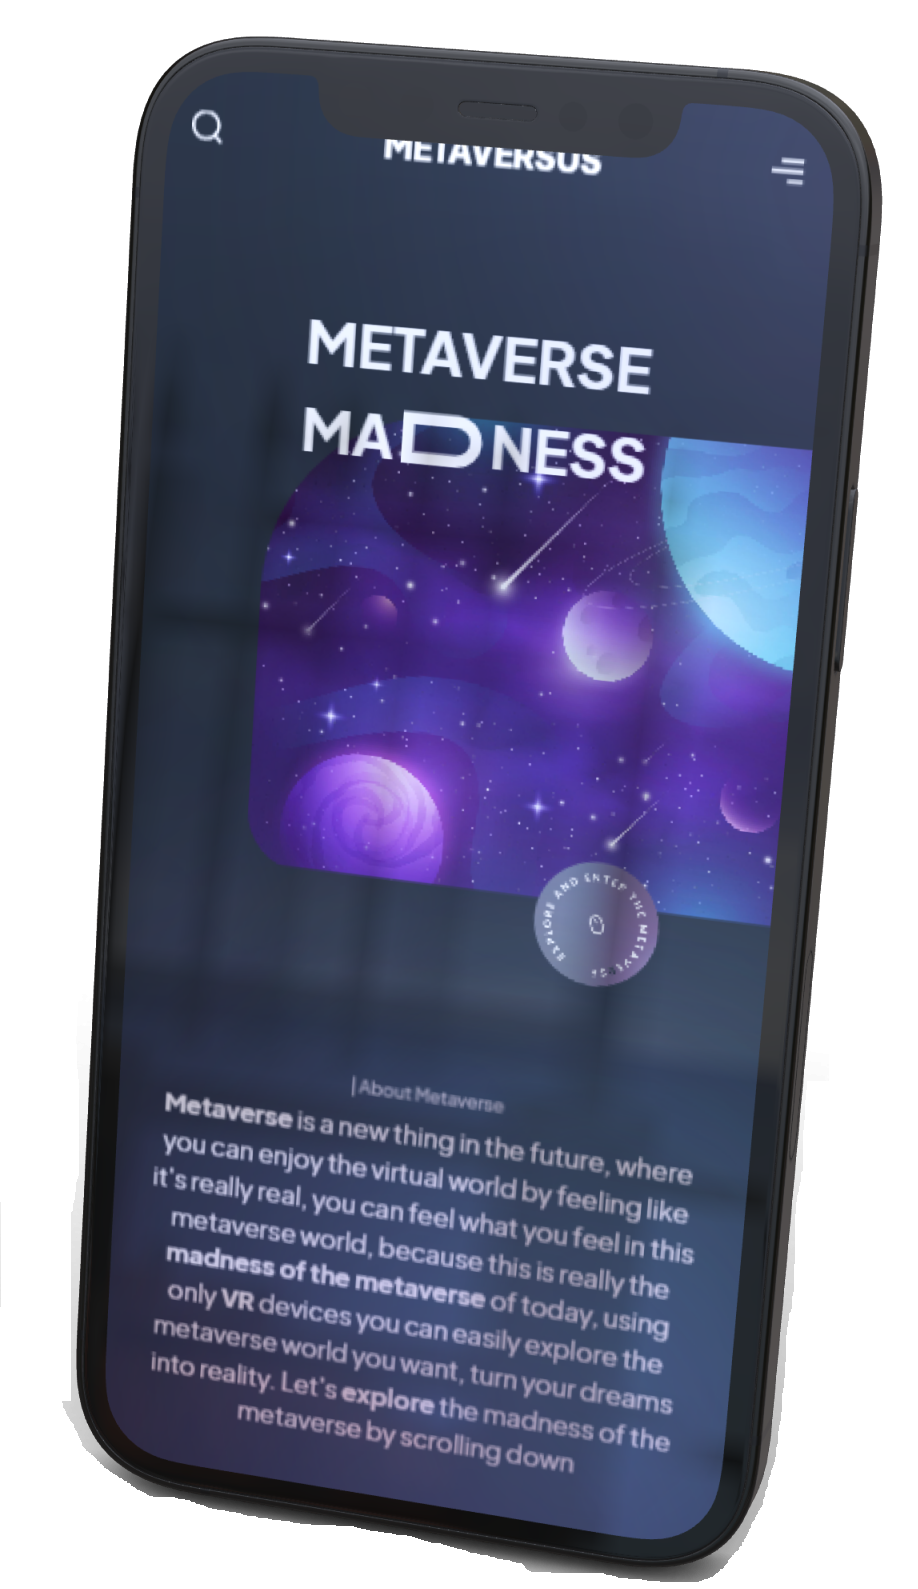 METAVERSUS
METAVERSE
MADNESS
EXPLORE AND ENTER THE METAVERSE
| About Metaverse
Metaverse is a new thing in the future, where
you can enjoy the virtual world by feeling like
it's really real, you can feel what you feel in this
metaverse world, because this is really the
madness of the metaverse of today, using
only VR devices you can easily explore the
metaverse world you want, turn your dreams
into reality. Let's explore the madness of the
metaverse by scrolling down